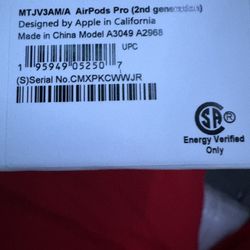 MTJV3AM/A AirPods Pro (2nd generation)
Designed by Apple in California
Made in China Model A3049 A2968
UPC
1 95949 05250 7
(S)Serial No.CMXPKCWWJR
SA
Energy Verified
Only